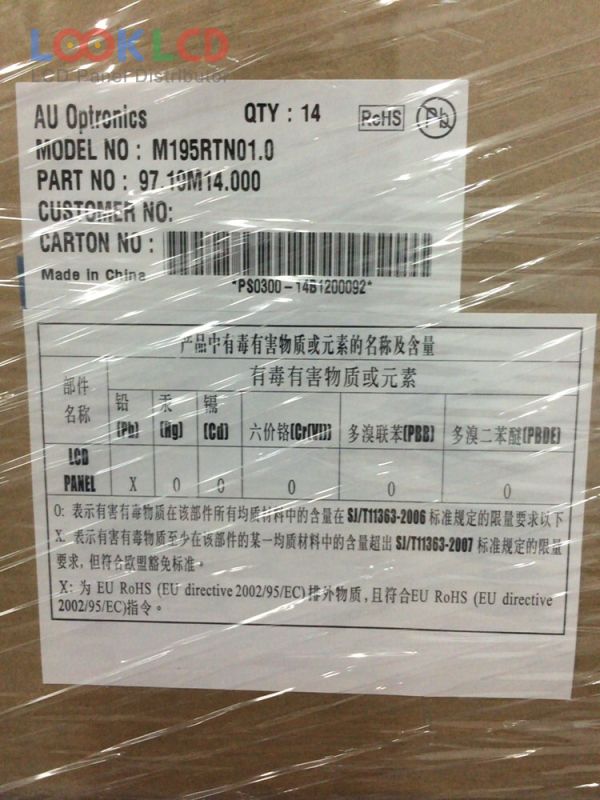 LOOKLCD
LCD Panel Distributor
AU Optronics QTY : 14 RoHS Pb
MODEL NO : M195RTN01.0
PART NO : 97.19M14.000
CUSTOMER NO:
CARTON NO :
Made in China *PS0300-14B1200092*
产品中有毒有害物质或元素的名称及含量
部件名称 有毒有害物质或元素
铅(Pb) 汞(Hg) 镉(Cd) 六价铬(Cr(VI)) 多溴联苯(PBB) 多溴二苯醚(PBDE)
LCD PANEL X 0 0 0 0 0
0: 表示有害有毒物质在该部件所有均质材料中的含量在SJ/T11363-2006 标准规定的限量要求以下
X. 表示有害有毒物质至少在该部件的某一均质材料中的含量超出 SJ/T11363-2007 标准规定的限量
要求, 但符合欧盟豁免标准。
X: 为 EU RoHS (EU directive 2002/95/EC) 排外物质, 且符合EU RoHS (EU directive
2002/95/EC)指令。